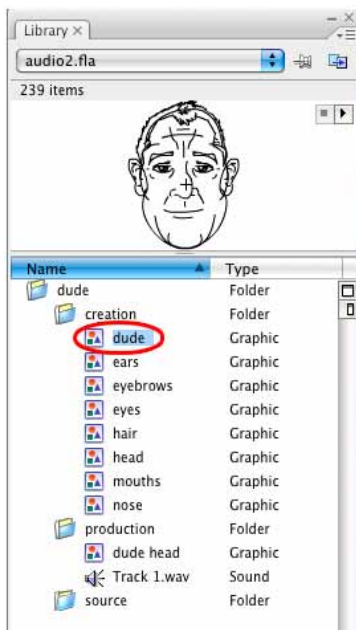 Library
audio2.fla
239 items
Name Type
dude Folder
creation Folder
dude Graphic
ears Graphic
eyebrows Graphic
eyes Graphic
hair Graphic
head Graphic
mouths Graphic
nose Graphic
production Folder
dude head Graphic
Track 1.wav Sound
source Folder